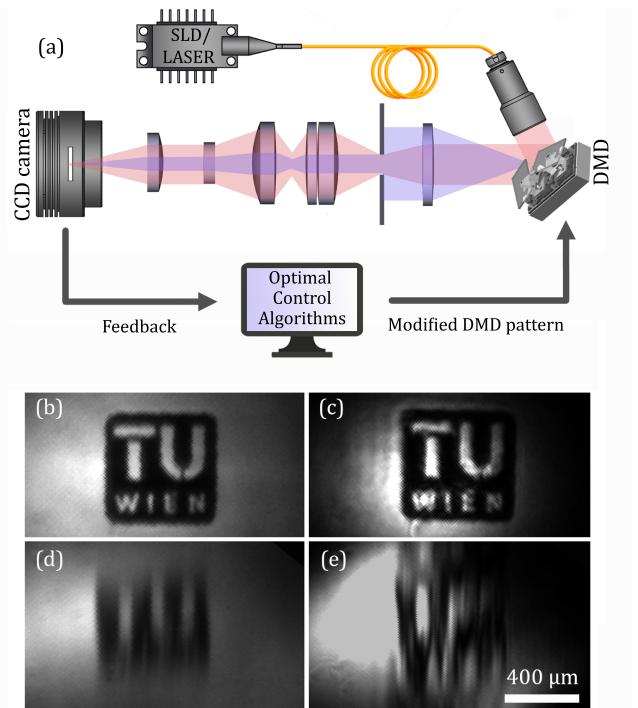 (a)
SLD/
LASER
CCD camera
DMD
Optimal
Control
Algorithms
Feedback
Modified DMD pattern
(b)
TU
WIEN
(c)
TU
WIEN
(d)
(e)
400 μm